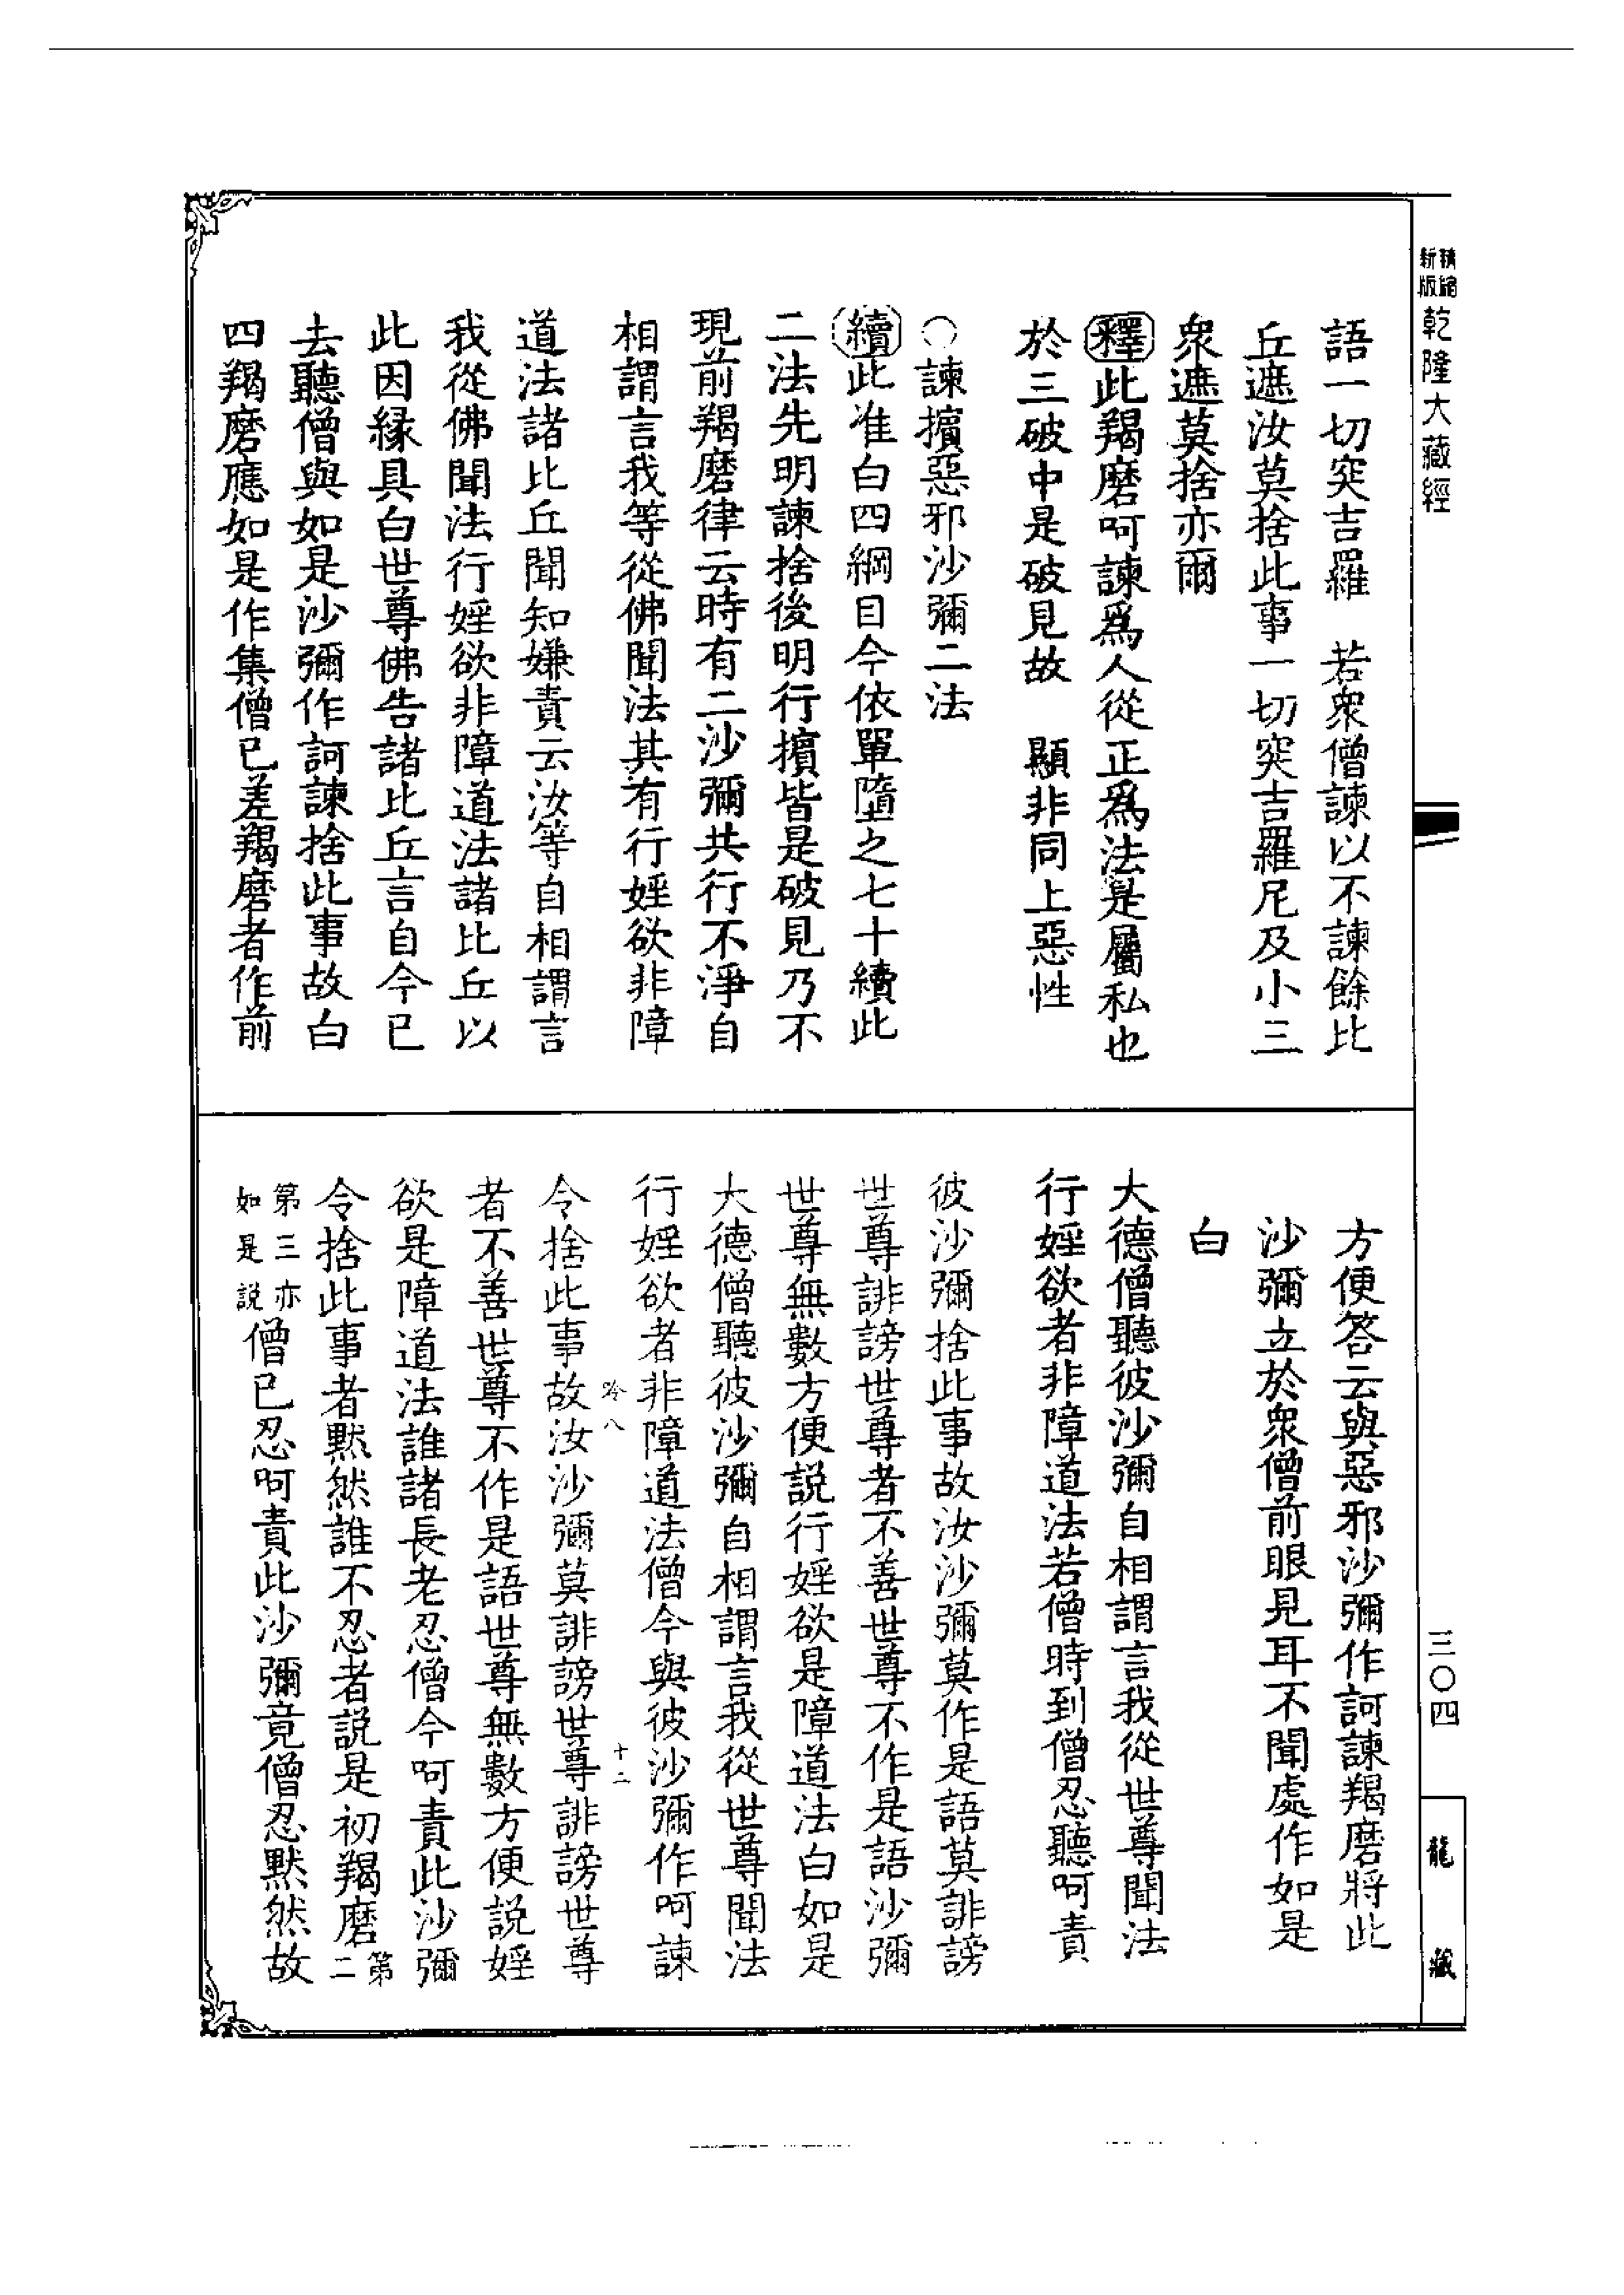 精縮
新版
乾隆大藏經
三〇四
龍藏
語一切突吉羅　若衆僧諫以不諫餘比
丘遮汝莫捨此事一切突吉羅尼及小三
衆遮莫捨亦爾
釋此羯磨呵諫爲人從正爲法是屬私也
於三破中是破見故　顯非同上惡性
〇諫擯惡邪沙彌二法
續此准白四綱目今依單墮之七十續此
二法先明諫捨後明行擯皆是破見乃不
現前羯磨律云時有二沙彌共行不淨自
相謂言我等從佛聞法其有行婬欲非障
道法諸比丘聞知嫌責云汝等自相謂言
我從佛聞法行婬欲非障道法諸比丘以
此因緣具白世尊佛告諸比丘言自今已
去聽僧與如是沙彌作訶諫捨此事故白
四羯磨應如是作集僧已差羯磨者作前
方便答云與惡邪沙彌作訶諫羯磨將此
沙彌立於衆僧前眼見耳不聞處作如是
白
大德僧聽彼沙彌自相謂言我從世尊聞法
行婬欲者非障道法若僧時到僧忍聽呵責
彼沙彌捨此事故汝沙彌莫作是語莫誹謗
世尊誹謗世尊者不善世尊不作是語沙彌
世尊無數方便說行婬欲是障道法白如是
大德僧聽彼沙彌自相謂言我從世尊聞法
行婬欲者非障道法僧今與彼沙彌作呵諫
八　十二
令捨此事故汝沙彌莫誹謗世尊誹謗世尊
者不善世尊不作是語世尊無數方便說婬
欲是障道法誰諸長老忍僧今呵責此沙彌
令捨此事者默然誰不忍者說是初羯磨第二
第三亦如是說僧已忍呵責此沙彌竟僧忍默然故